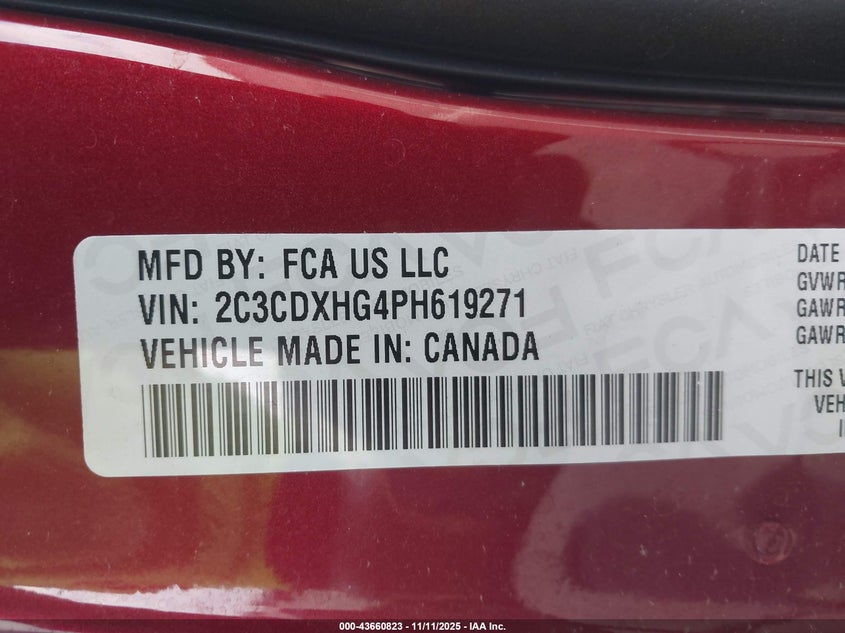 MFD BY: FCA US LLC
VIN: 2C3CDXHG4PH619271
VEHICLE MADE IN: CANADA
DATE
GVWR
GAWR
GAWR
THIS V
VEH
I
000-43660823 - 11/11/2025 - IAA Inc.